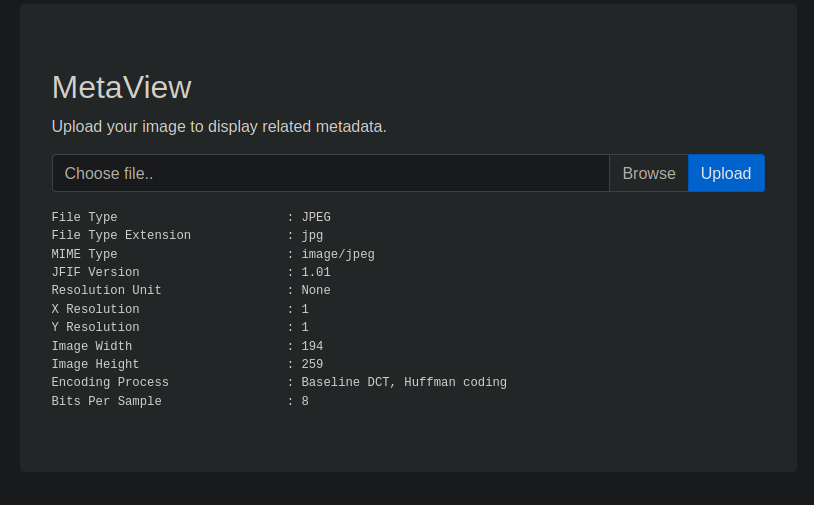 MetaView
Upload your image to display related metadata.
Choose file.. Browse Upload
File Type : JPEG
File Type Extension : jpg
MIME Type : image/jpeg
JFIF Version : 1.01
Resolution Unit : None
X Resolution : 1
Y Resolution : 1
Image Width : 194
Image Height : 259
Encoding Process : Baseline DCT, Huffman coding
Bits Per Sample : 8